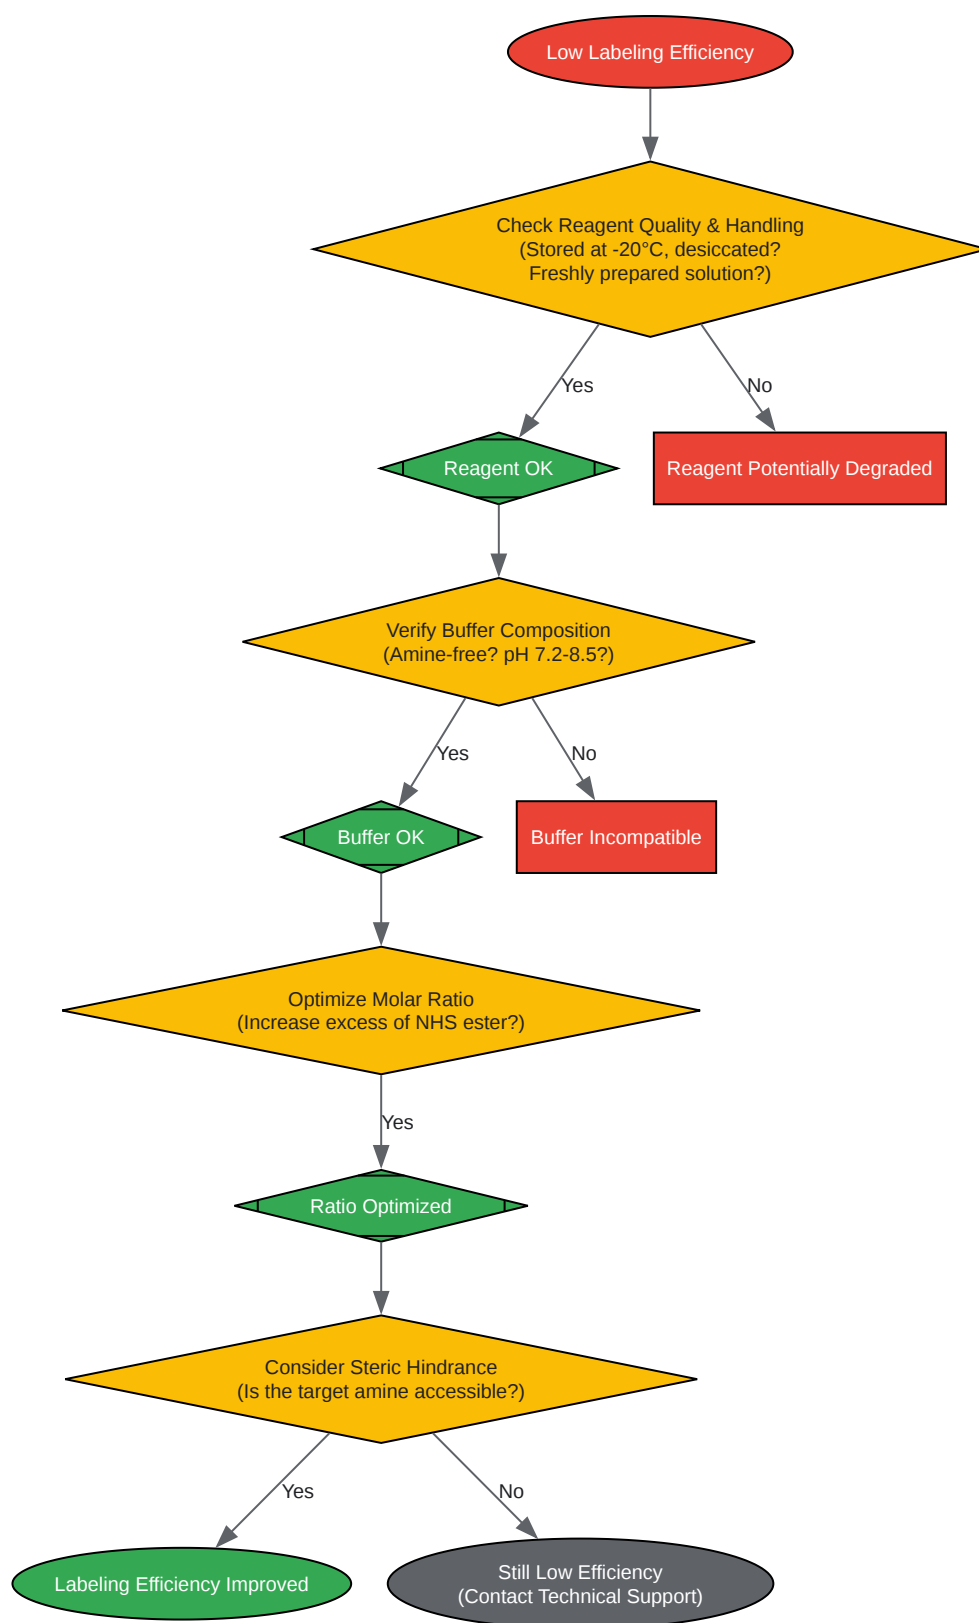 Low Labeling Efficiency
Check Reagent Quality & Handling
(Stored at -20°C, desiccated?
Freshly prepared solution?)
Yes
No
Reagent OK
Reagent Potentially Degraded
Verify Buffer Composition
(Amine-free? pH 7.2-8.5?)
Yes
No
Buffer OK
Buffer Incompatible
Optimize Molar Ratio
(Increase excess of NHS ester?)
Yes
Ratio Optimized
Consider Steric Hindrance
(Is the target amine accessible?)
Yes
No
Labeling Efficiency Improved
Still Low Efficiency
(Contact Technical Support)